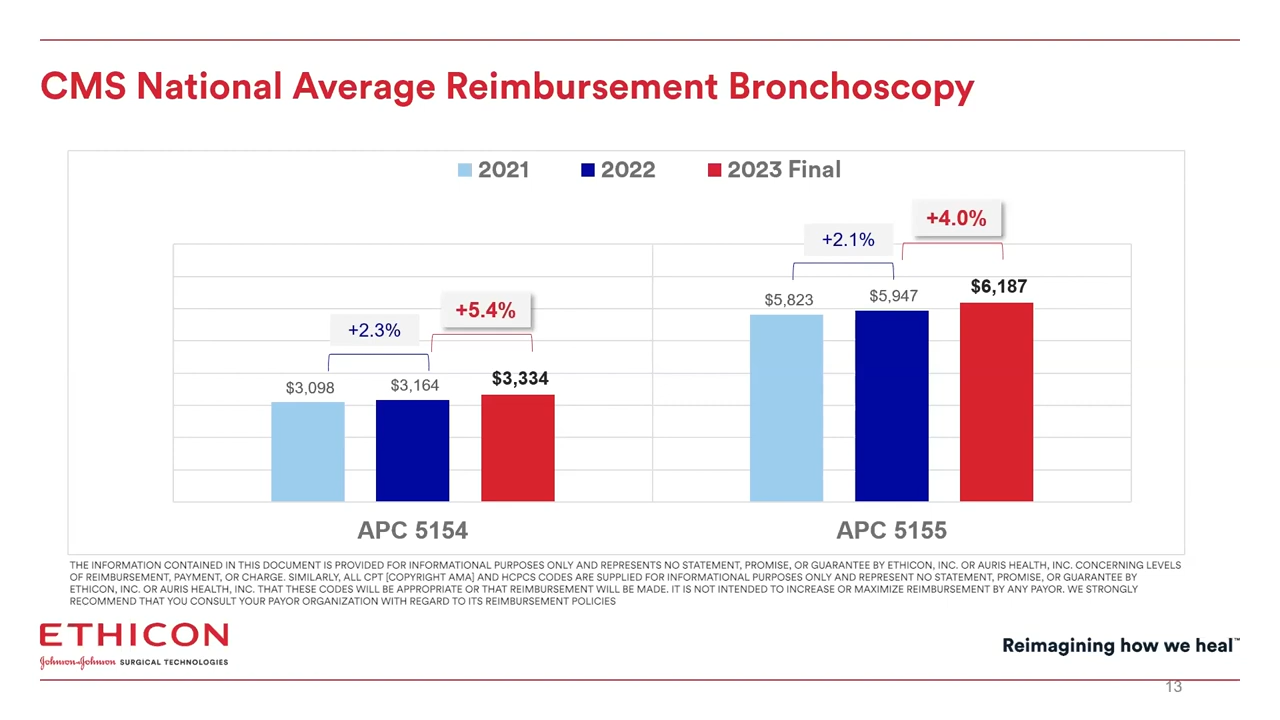 CMS National Average Reimbursement Bronchoscopy
2021 2022 2023 Final
+4.0%
+2.1%
$6,187
$5,823 $5,947
+5.4%
+2.3%
$3,098 $3,164 $3,334
APC 5154 APC 5155
THE INFORMATION CONTAINED IN THIS DOCUMENT IS PROVIDED FOR INFORMATIONAL PURPOSES ONLY AND REPRESENTS NO STATEMENT, PROMISE, OR GUARANTEE BY ETHICON, INC. OR AURIS HEALTH, INC. CONCERNING LEVELS
OF REIMBURSEMENT, PAYMENT, OR CHARGE. SIMILARLY, ALL CPT [COPYRIGHT AMA] AND HCPCS CODES ARE SUPPLIED FOR INFORMATIONAL PURPOSES ONLY AND REPRESENT NO STATEMENT, PROMISE, OR GUARANTEE BY
ETHICON, INC. OR AURIS HEALTH, INC. THAT THESE CODES WILL BE APPROPRIATE OR THAT REIMBURSEMENT WILL BE MADE. IT IS NOT INTENDED TO INCREASE OR MAXIMIZE REIMBURSEMENT BY ANY PAYOR. WE STRONGLY
RECOMMEND THAT YOU CONSULT YOUR PAYOR ORGANIZATION WITH REGARD TO ITS REIMBURSEMENT POLICIES
ETHICON
Johnson&Johnson SURGICAL TECHNOLOGIES
Reimagining how we heal™
13